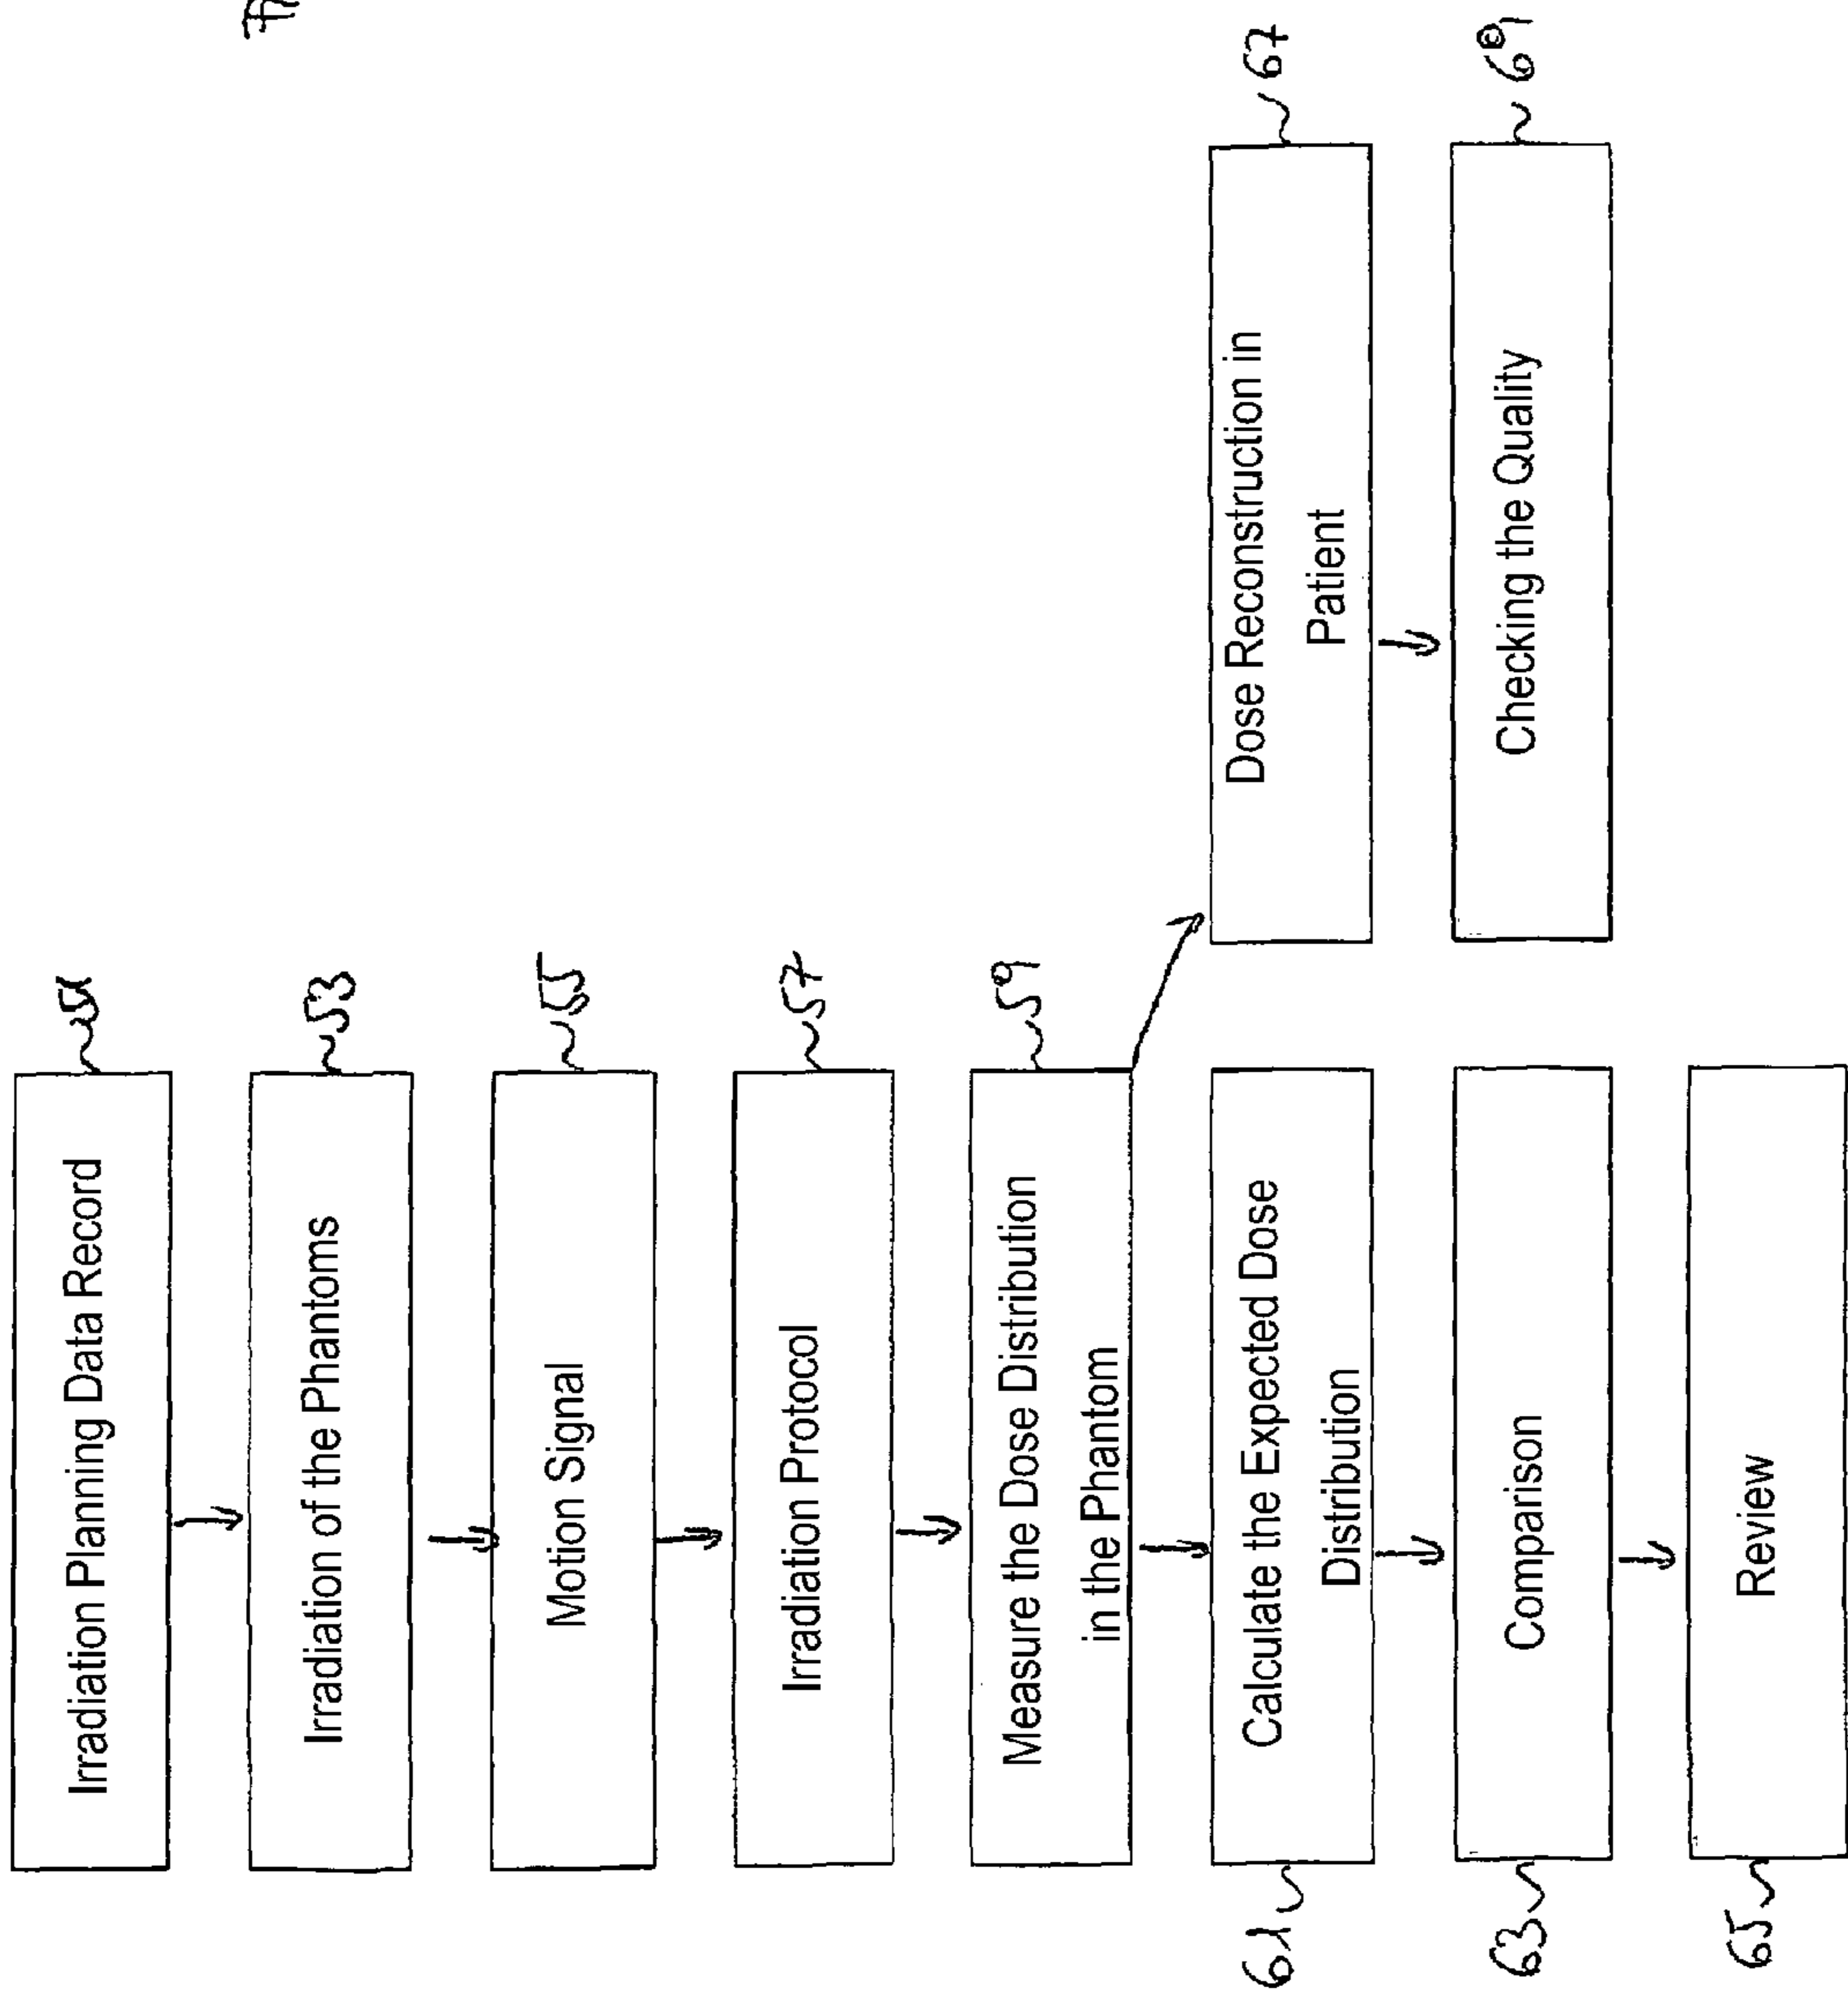 Irradiation Planning Data Record
51
Irradiation of the Phantoms
53
Motion Signal
55
Irradiation Protocol
57
Measure the Dose Distribution
in the Phantom
59
61
Calculate the Expected Dose
Distribution
63
Comparison
65
Review
Dose Reconstruction in
Patient
67
Checking the Quality
69